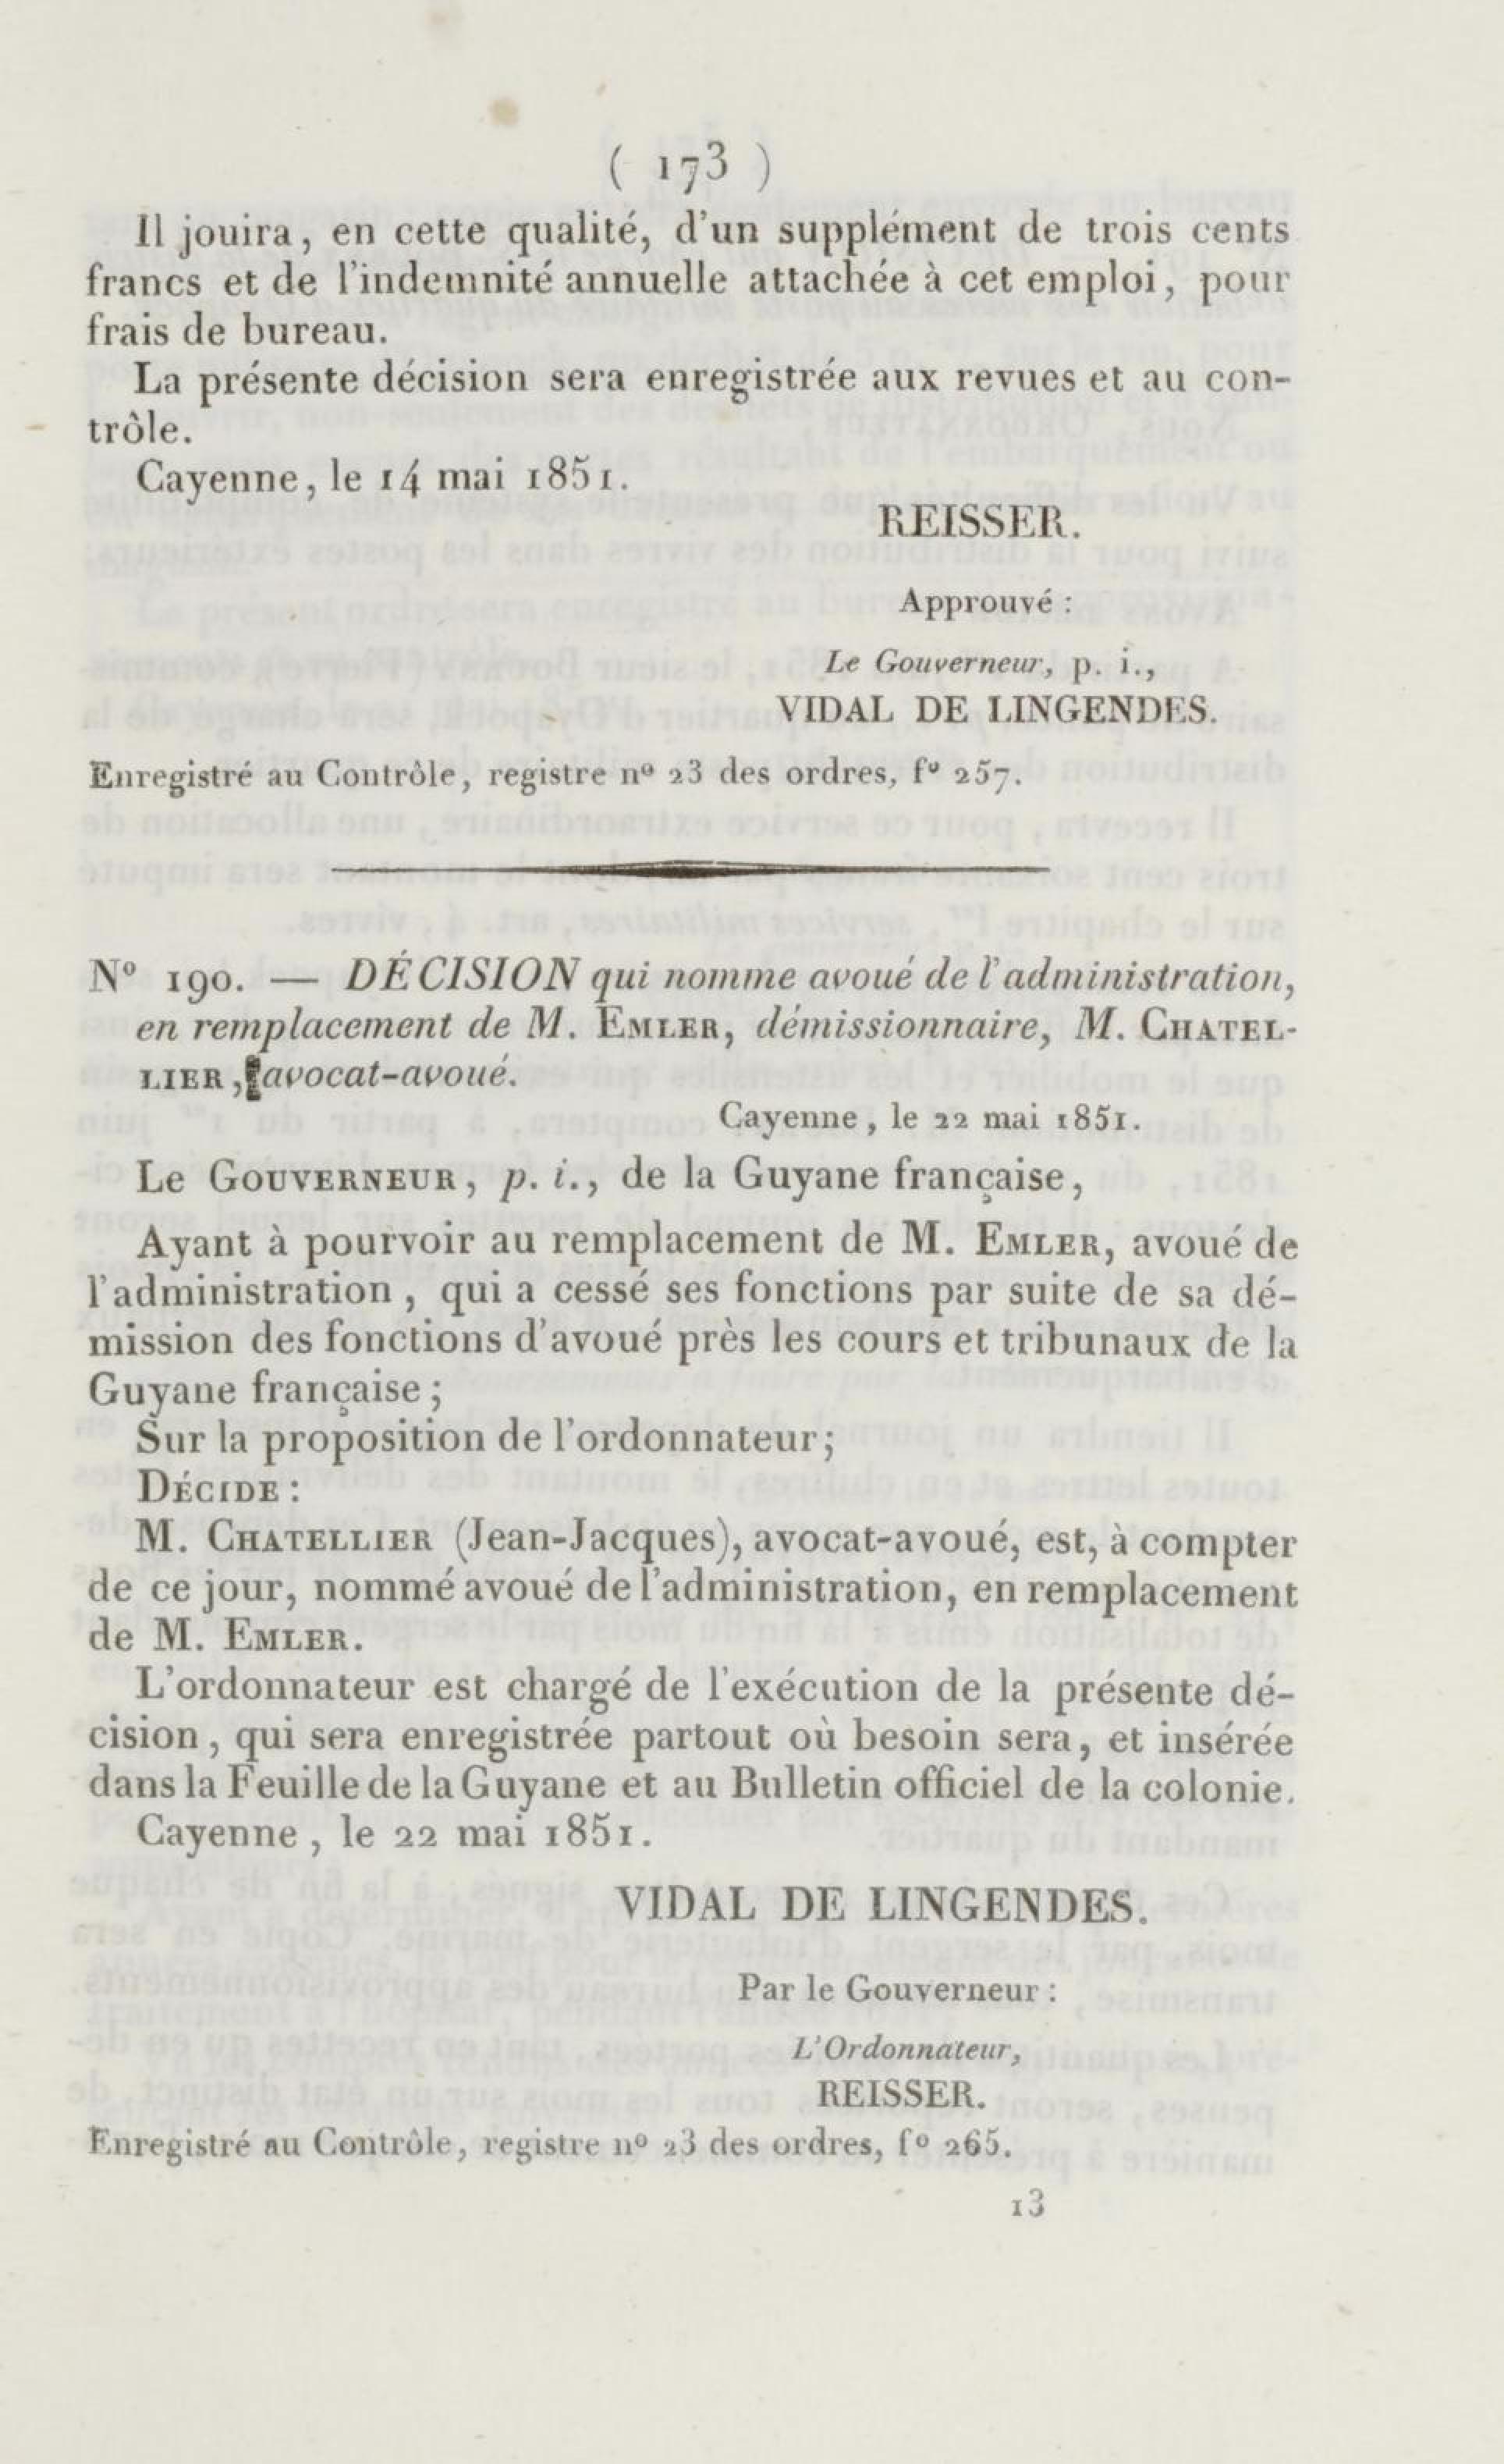 ( 173 )
Il jouira, en cette qualité, d'un supplément de trois cents
francs et de l'indemnité annuelle attachée à cet emploi, pour
frais de bureau.
La présente décision sera enregistrée aux revues et au con-
trôle.
Cayenne, le 14 mai 1851.
REISSER.
Approuvé :
Le Gouverneur, p. i.,
VIDAL DE LINGENDES.
Enregistré au Contrôle, registre nº 23 des ordres, fº 257.
Nº 190. — DÉCISION qui nomme avoué de l'administration,
en remplacement de M. EMLER, démissionnaire, M. CHATEL-
LIER, avocat-avoué.
Cayenne, le 22 mai 1851.
Le GOUVERNEUR, p. i., de la Guyane française,
Ayant à pourvoir au remplacement de M. EMLER, avoué de
l'administration, qui a cessé ses fonctions par suite de sa dé-
mission des fonctions d'avoué près les cours et tribunaux de la
Guyane française ;
Sur la proposition de l'ordonnateur ;
DÉCIDE :
M. CHATELLIER (Jean-Jacques), avocat-avoué, est, à compter
de ce jour, nommé avoué de l'administration, en remplacement
de M. EMLER.
L'ordonnateur est chargé de l'exécution de la présente dé-
cision, qui sera enregistrée partout où besoin sera, et insérée
dans la Feuille de la Guyane et au Bulletin officiel de la colonie.
Cayenne, le 22 mai 1851.
VIDAL DE LINGENDES.
Par le Gouverneur :
L'Ordonnateur,
REISSER.
Enregistré au Contrôle, registre nº 23 des ordres, fº 265.
13